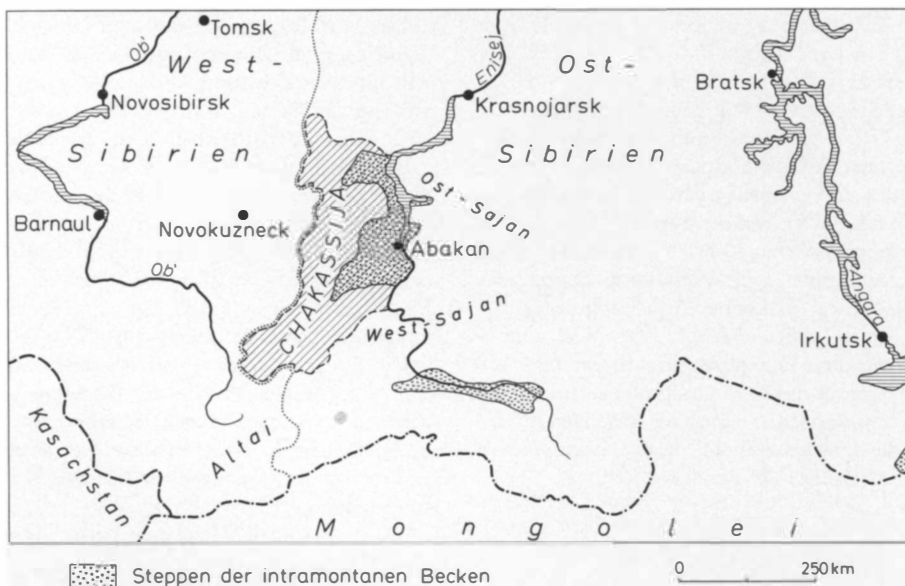 Tomsk
Ob'
West-
Enisej
Ost-
Bratsk
Novosibirsk
Krasnojarsk
Sibirien
Sibirien
CHAKASSIJA
Ost-Sajan
Barnaul
Novokuzneck
Abakan
Ob'
Angara
West-Sajan
Irkutsk
Altai
Kasachstan
Mongolei
Steppen der intramontanen Becken
0 250 km